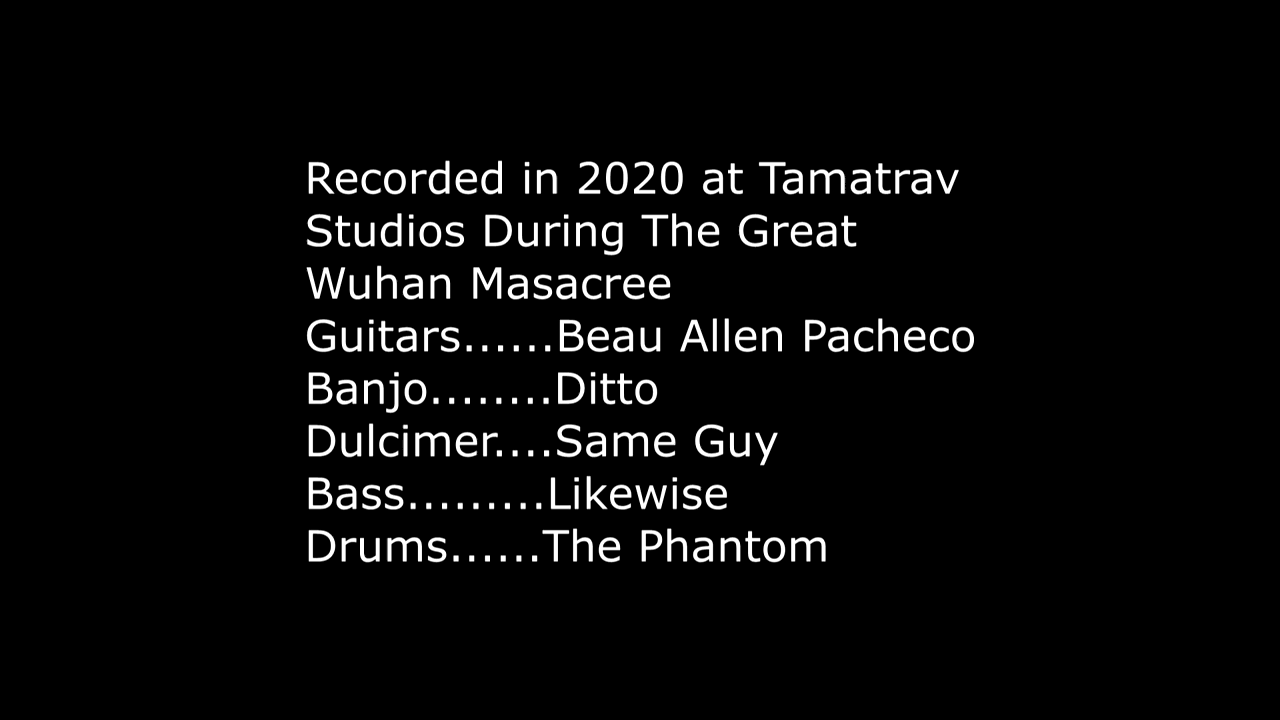 Recorded in 2020 at Tamatrav
Studios During The Great
Wuhan Masacree
Guitars......Beau Allen Pacheco
Banjo........Ditto
Dulcimer....Same Guy
Bass.........Likewise
Drums......The Phantom